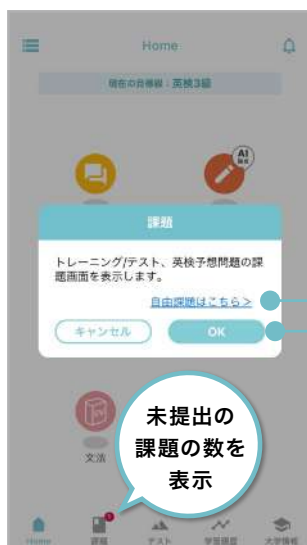 Home
現在の目標級：英検3級
AI
課題
トレーニング/テスト、英検予想問題の課
題画面を表示します。
自由課題はこちら＞
キャンセル
OK
文法
未提出の
課題の数を
表示
Home
課題
テスト
学習履歴
大学情報